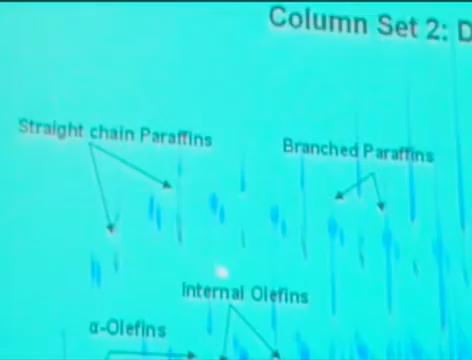 Column Set 2: D
Straight chain Paraffins
Branched Paraffins
Internal Olefins
α-Olefins